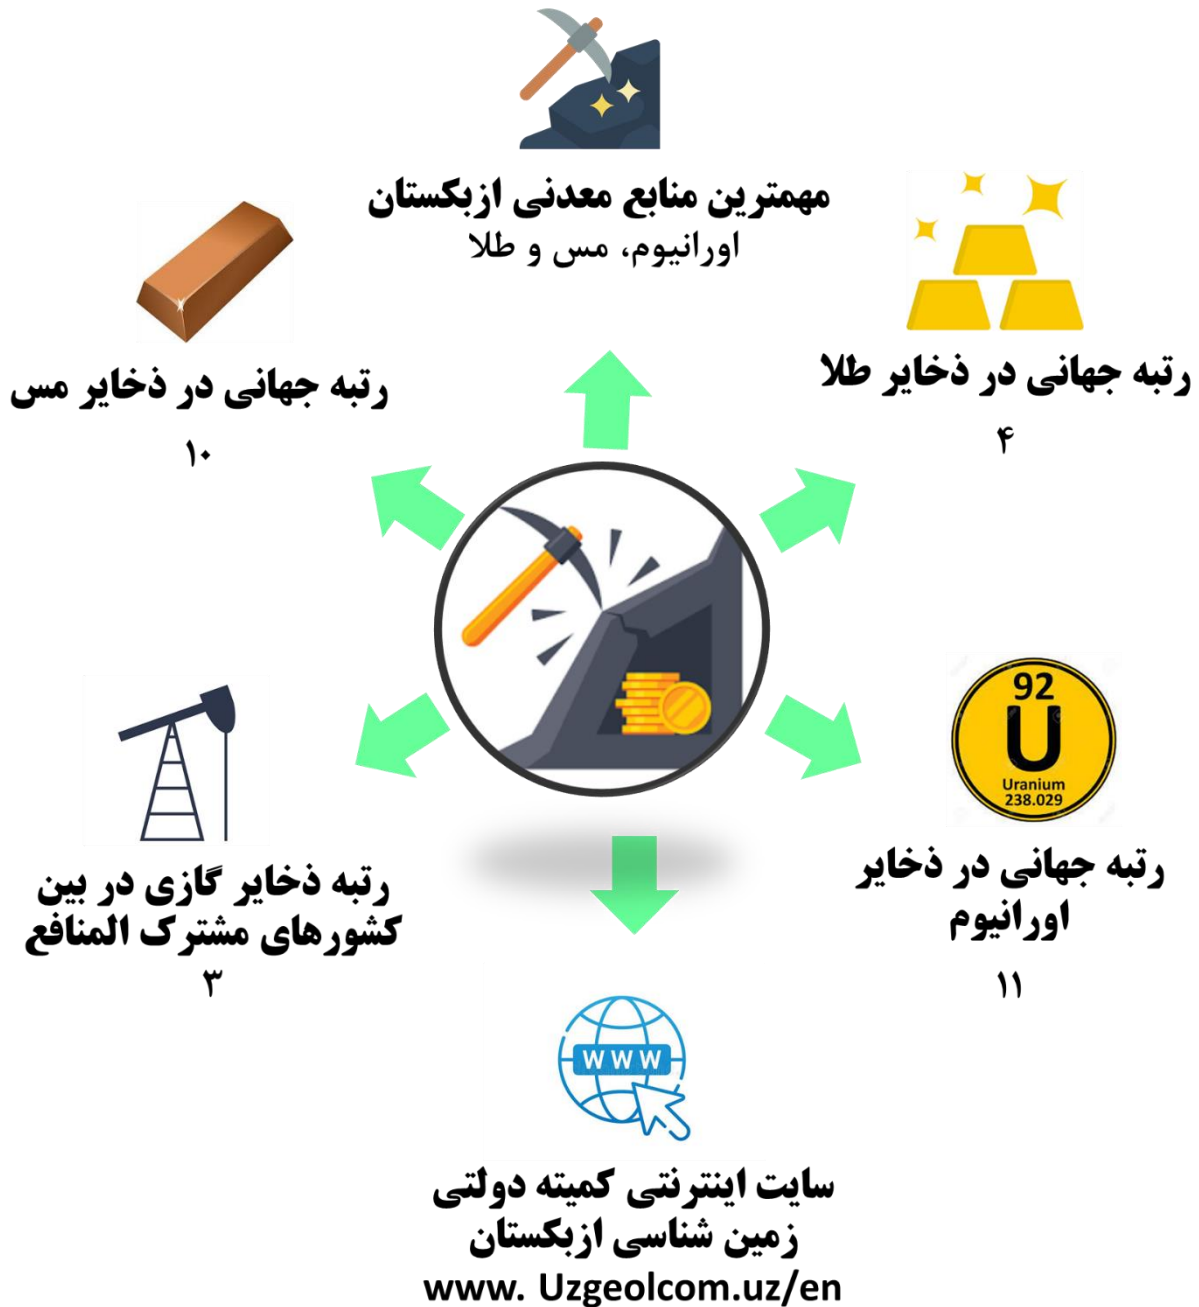 مهمترین منابع معدنی ازبکستان
اورانیوم، مس و طلا
رتبه جهانی در ذخایر طلا
۴
رتبه جهانی در ذخایر مس
۱۰
92
U
Uranium
238.029
رتبه جهانی در ذخایر
اورانیوم
۱۱
رتبه ذخایر گازی در بین
کشورهای مشترک المنافع
۳
WWW
سایت اینترنتی کمیته دولتی
زمین شناسی ازبکستان
www. Uzgeolcom.uz/en